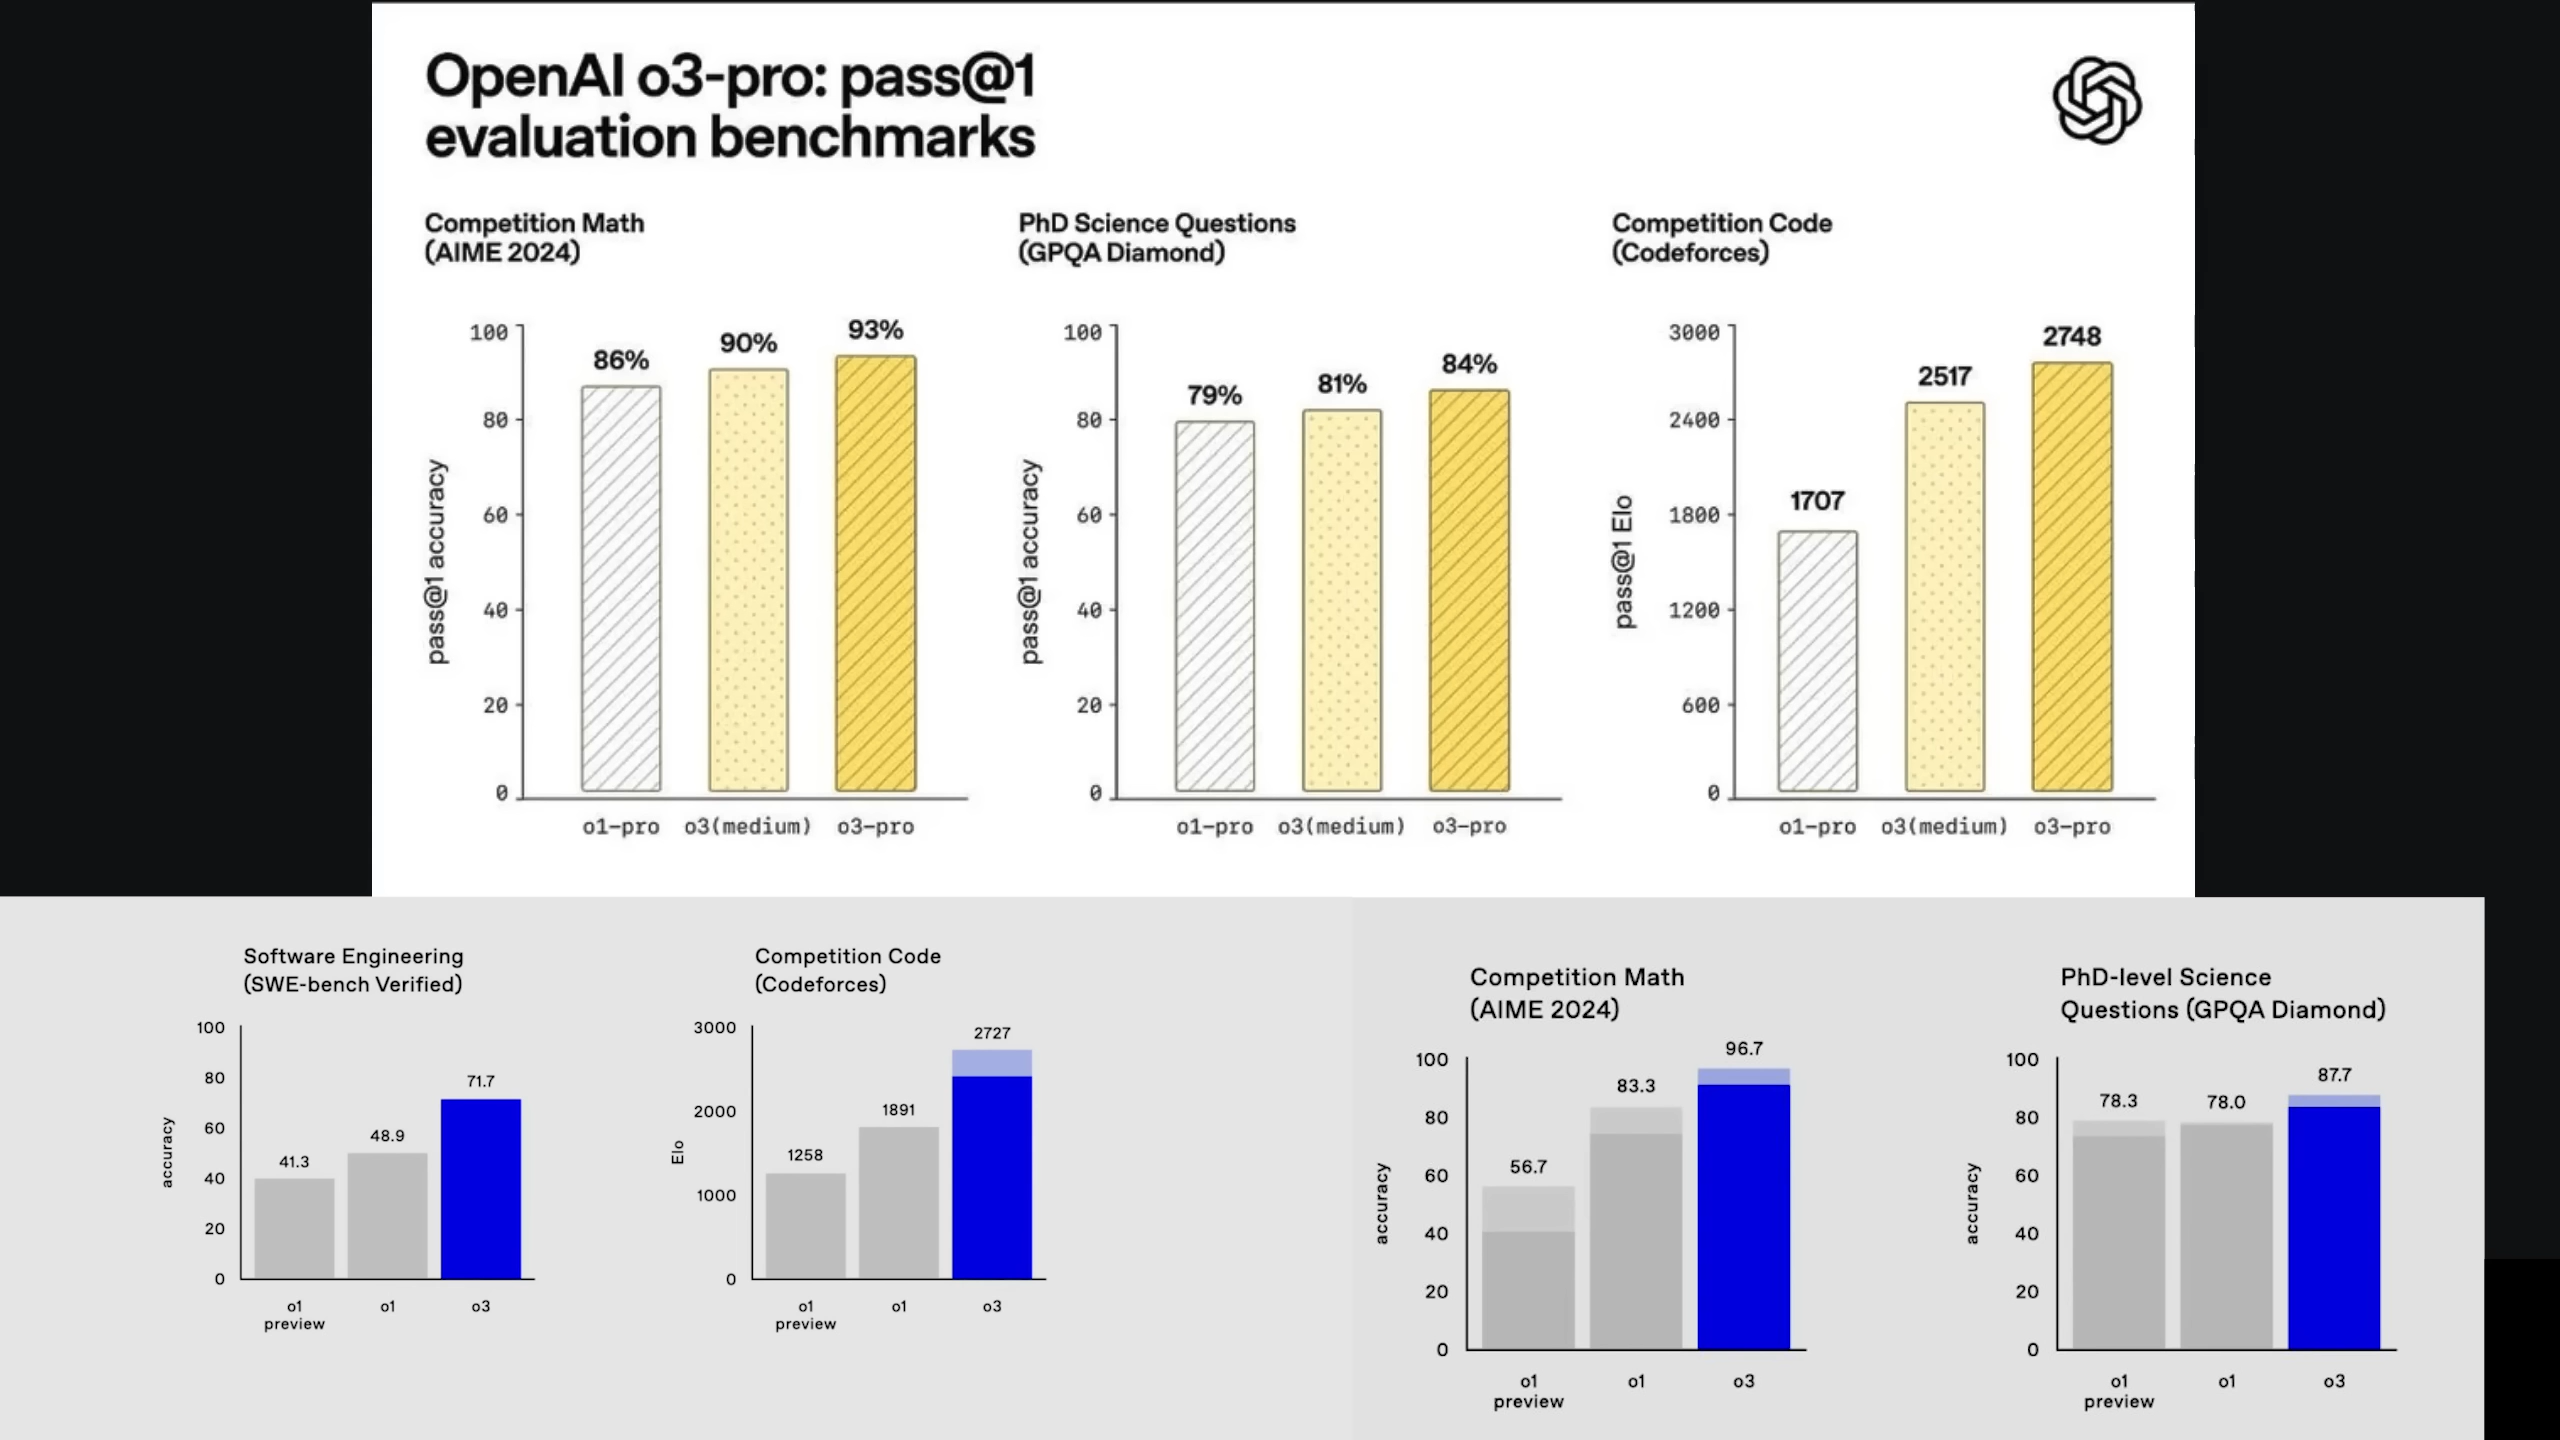 OpenAI o3-pro: pass@1
evaluation benchmarks
Competition Math
(AIME 2024)
pass@1 accuracy
100
80
60
40
20
0
86%
90%
93%
o1-pro
o3(medium)
o3-pro
PhD Science Questions
(GPQA Diamond)
pass@1 accuracy
100
80
60
40
20
0
79%
81%
84%
o1-pro
o3(medium)
o3-pro
Competition Code
(Codeforces)
pass@1 Elo
3000
2400
1800
1200
600
0
1707
2517
2748
o1-pro
o3(medium)
o3-pro
Software Engineering
(SWE-bench Verified)
accuracy
100
80
60
40
20
0
41.3
48.9
71.7
o1
preview
o1
o3
Competition Code
(Codeforces)
Elo
3000
2000
1000
0
1258
1891
2727
o1
preview
o1
o3
Competition Math
(AIME 2024)
accuracy
100
80
60
40
20
0
56.7
83.3
96.7
o1
preview
o1
o3
PhD-level Science
Questions (GPQA Diamond)
accuracy
100
80
60
40
20
0
78.3
78.0
87.7
o1
preview
o1
o3